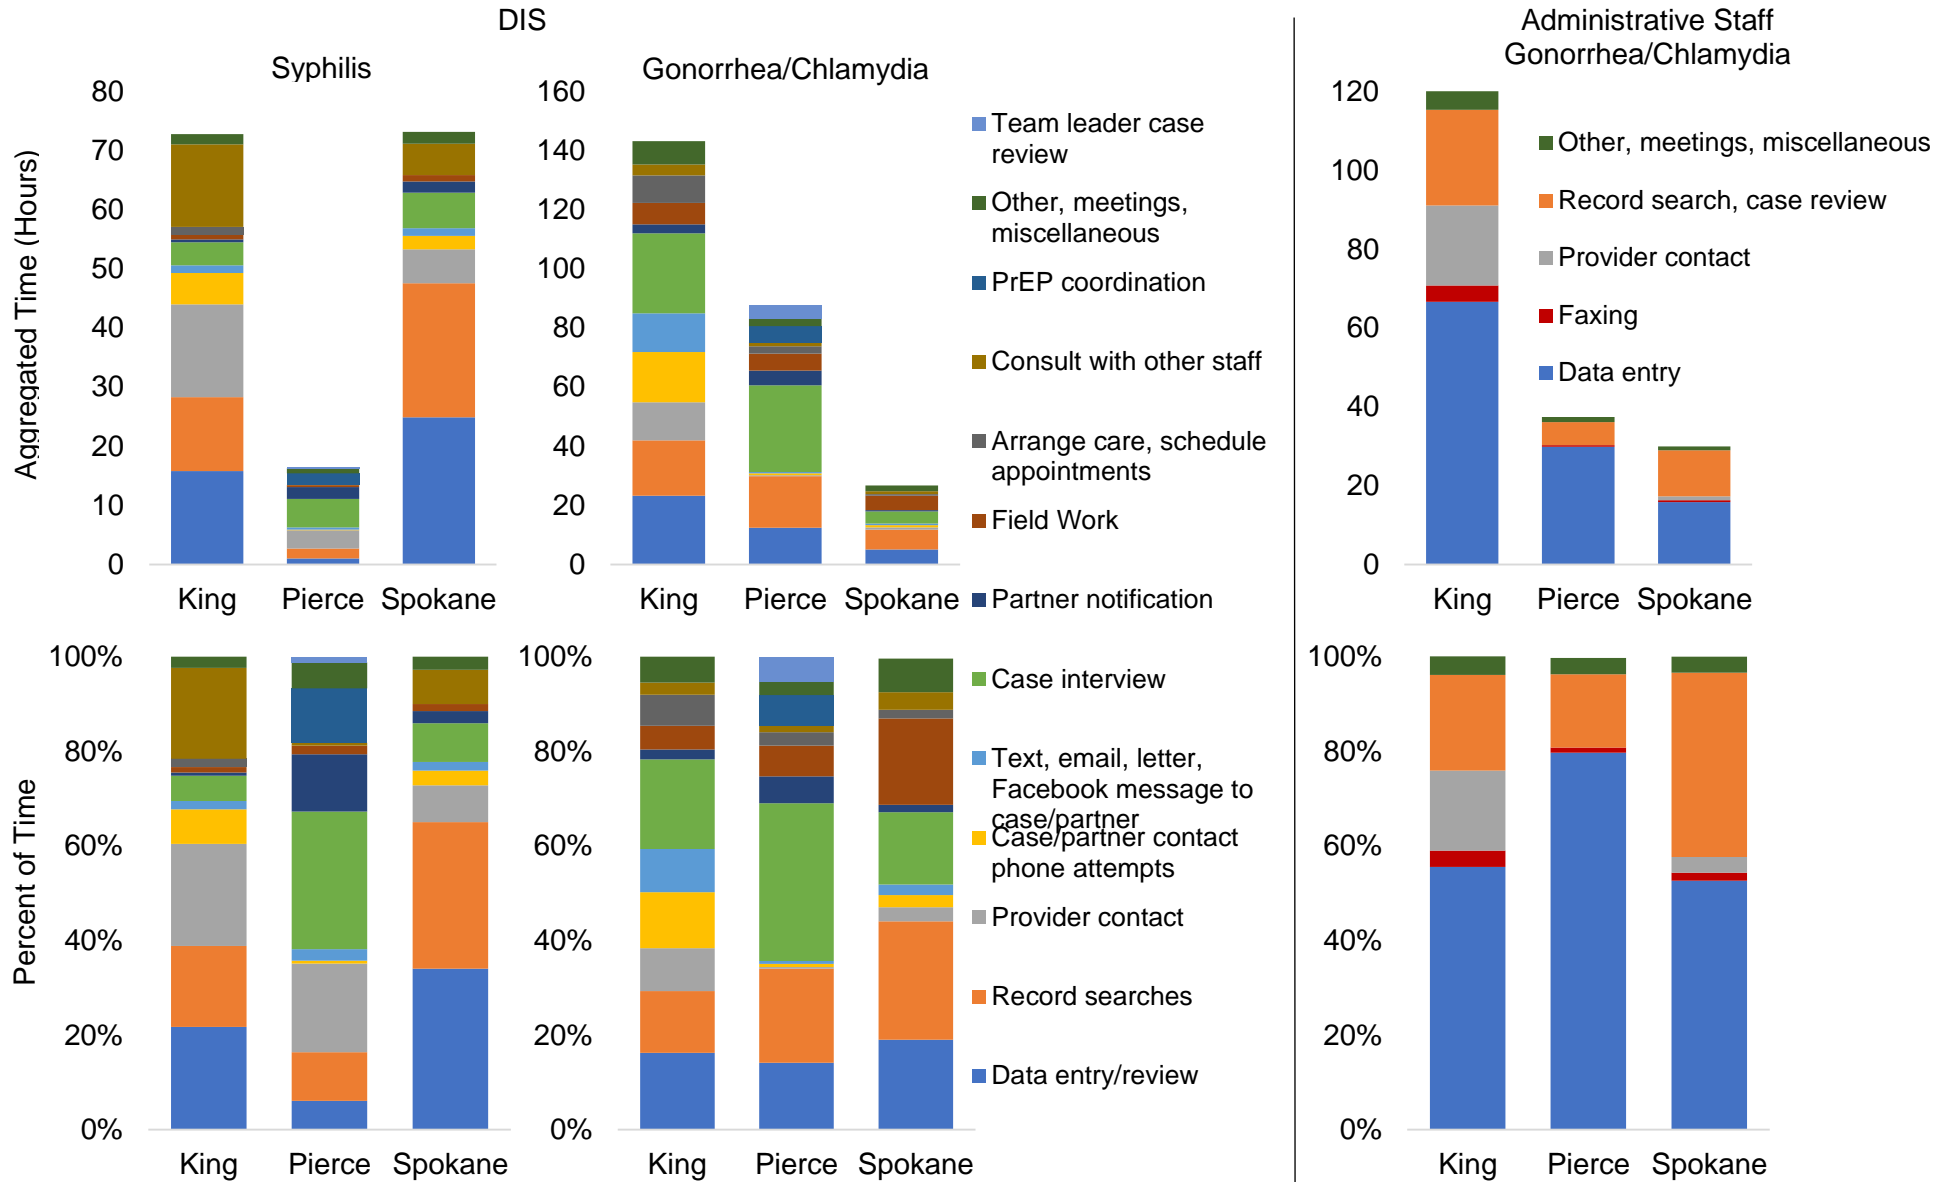 DIS
Administrative Staff
Gonorrhea/Chlamydia
Syphilis
Gonorrhea/Chlamydia
Aggregated Time (Hours)
80
70
60
50
40
30
20
10
0
King
Pierce
Spokane
160
140
120
100
80
60
40
20
0
King
Pierce
Spokane
Team leader case
review
Other, meetings,
miscellaneous
PrEP coordination
Consult with other staff
Arrange care, schedule
appointments
Field Work
Partner notification
Case interview
Text, email, letter,
Facebook message to
case/partner
Case/partner contact
phone attempts
Provider contact
Record searches
Data entry/review
120
100
80
60
40
20
0
King
Pierce
Spokane
Other, meetings, miscellaneous
Record search, case review
Provider contact
Faxing
Data entry
Percent of Time
100%
80%
60%
40%
20%
0%
King
Pierce
Spokane
100%
80%
60%
40%
20%
0%
King
Pierce
Spokane
100%
80%
60%
40%
20%
0%
King
Pierce
Spokane